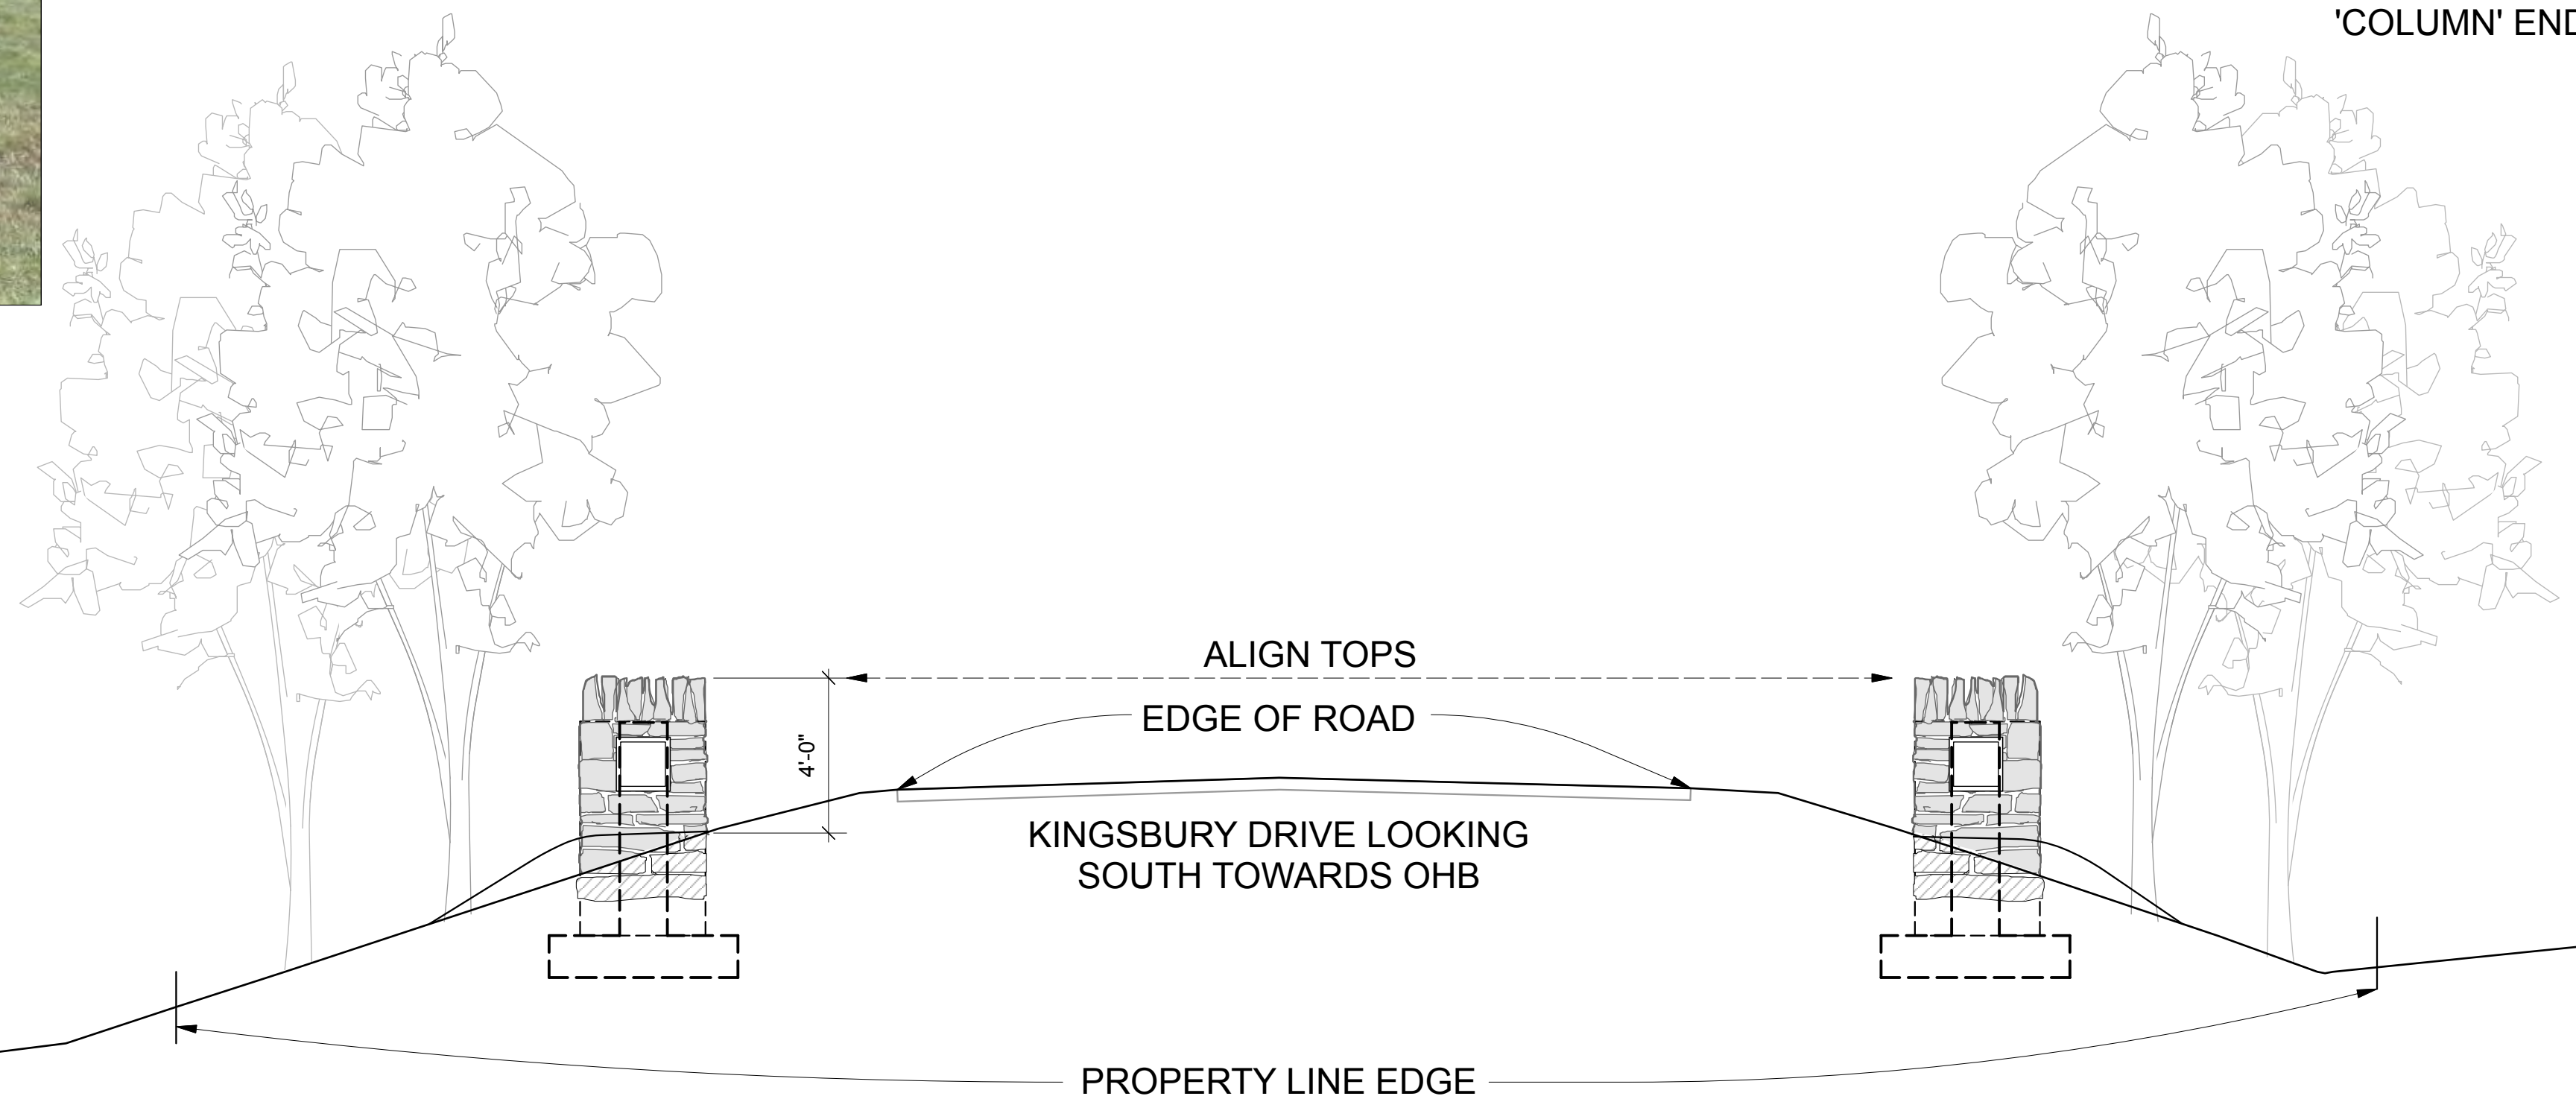 'COLUMN' END
ALIGN TOPS
EDGE OF ROAD
4'-0"
KINGSBURY DRIVE LOOKING
SOUTH TOWARDS OHB
PROPERTY LINE EDGE